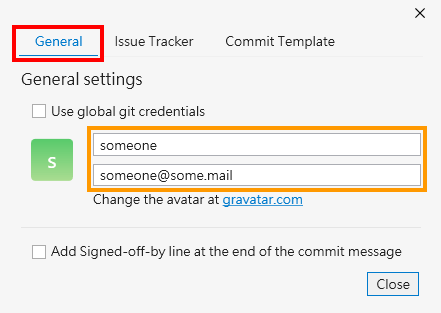 General Issue Tracker Commit Template
General settings
Use global git credentials
S
someone
someone@some.mail
Change the avatar at gravatar.com
Add Signed-off-by line at the end of the commit message
Close